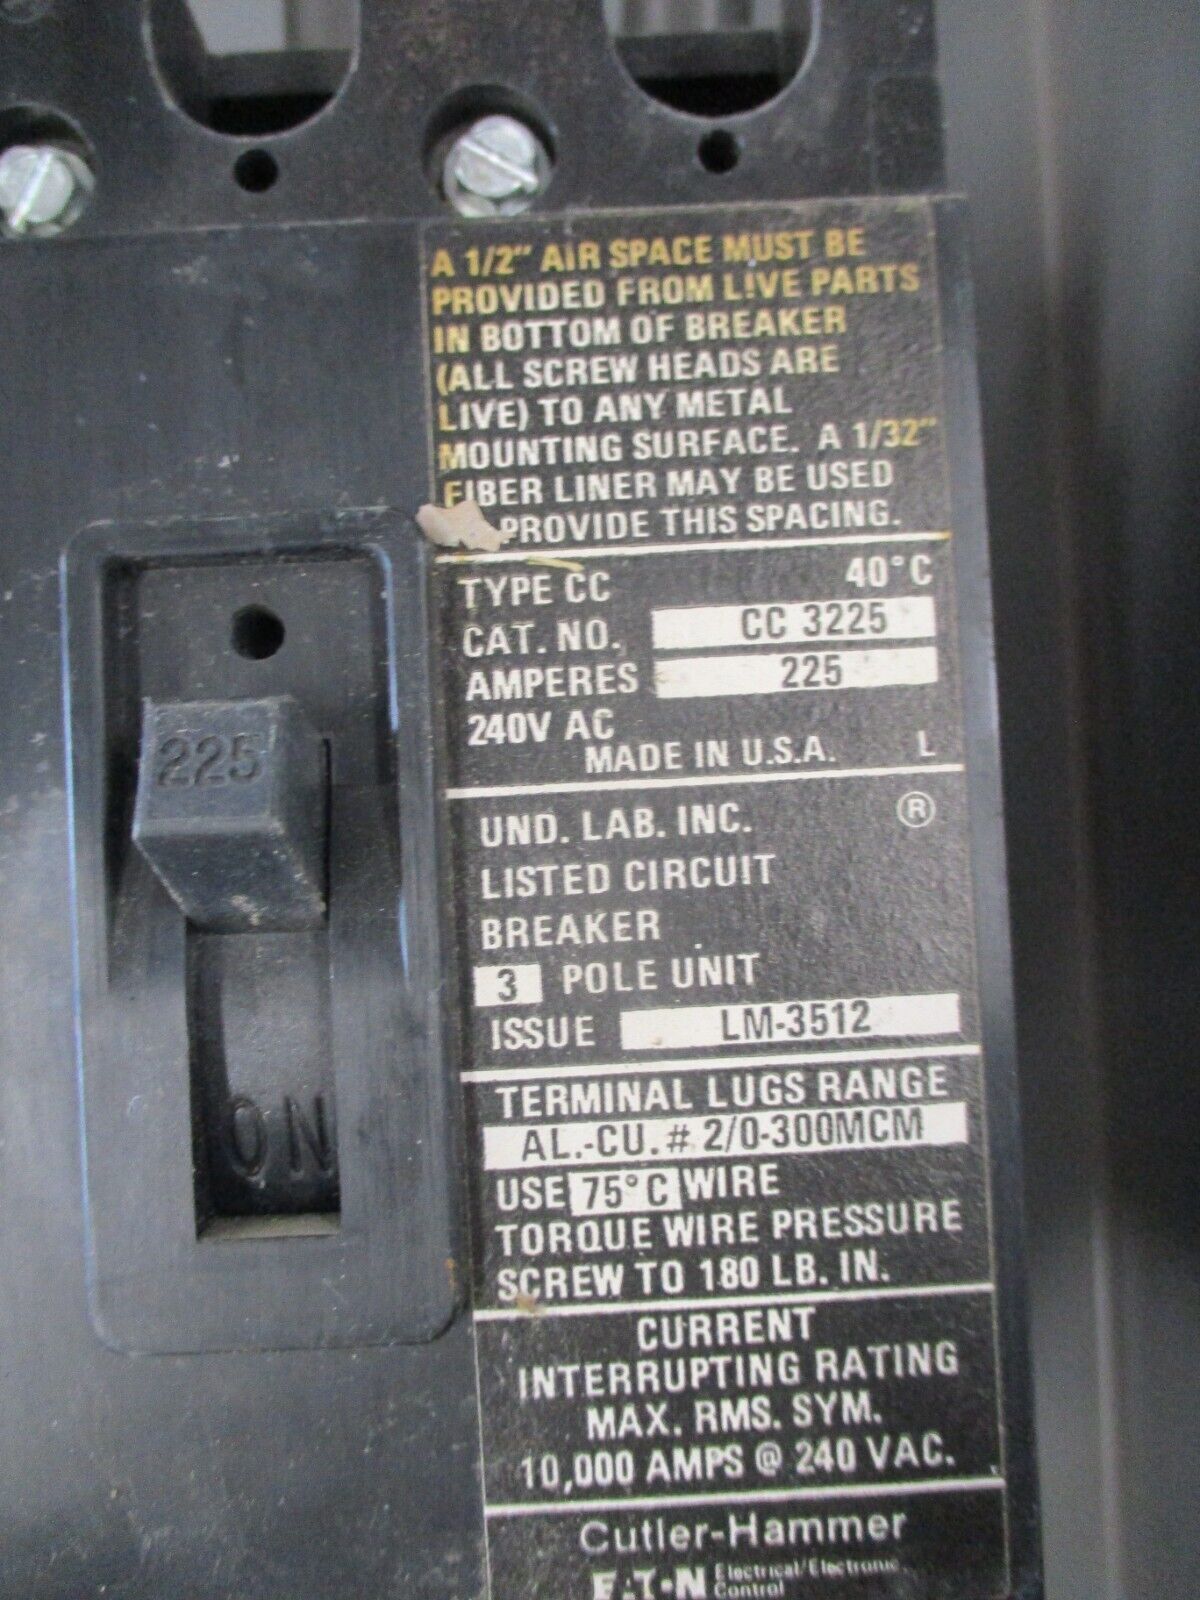 A 1/2" AIR SPACE MUST BE
PROVIDED FROM LIVE PARTS
IN BOTTOM OF BREAKER
(ALL SCREW HEADS ARE
LIVE) TO ANY METAL
MOUNTING SURFACE. A 1/32"
FIBER LINER MAY BE USED
PROVIDE THIS SPACING.
TYPE CC 40°C
CAT. NO. CC 3225
AMPERES 225
240V AC
MADE IN U.S.A. L
225
ON
UND. LAB. INC. ®
LISTED CIRCUIT
BREAKER
3 POLE UNIT
ISSUE LM-3512
TERMINAL LUGS RANGE
AL.-CU. # 2/0-300MCM
USE 75°C WIRE
TORQUE WIRE PRESSURE
SCREW TO 180 LB. IN.
CURRENT
INTERRUPTING RATING
MAX. RMS. SYM.
10,000 AMPS @ 240 VAC.
Cutler-Hammer
EAT•N Electrical/Electronic
Control